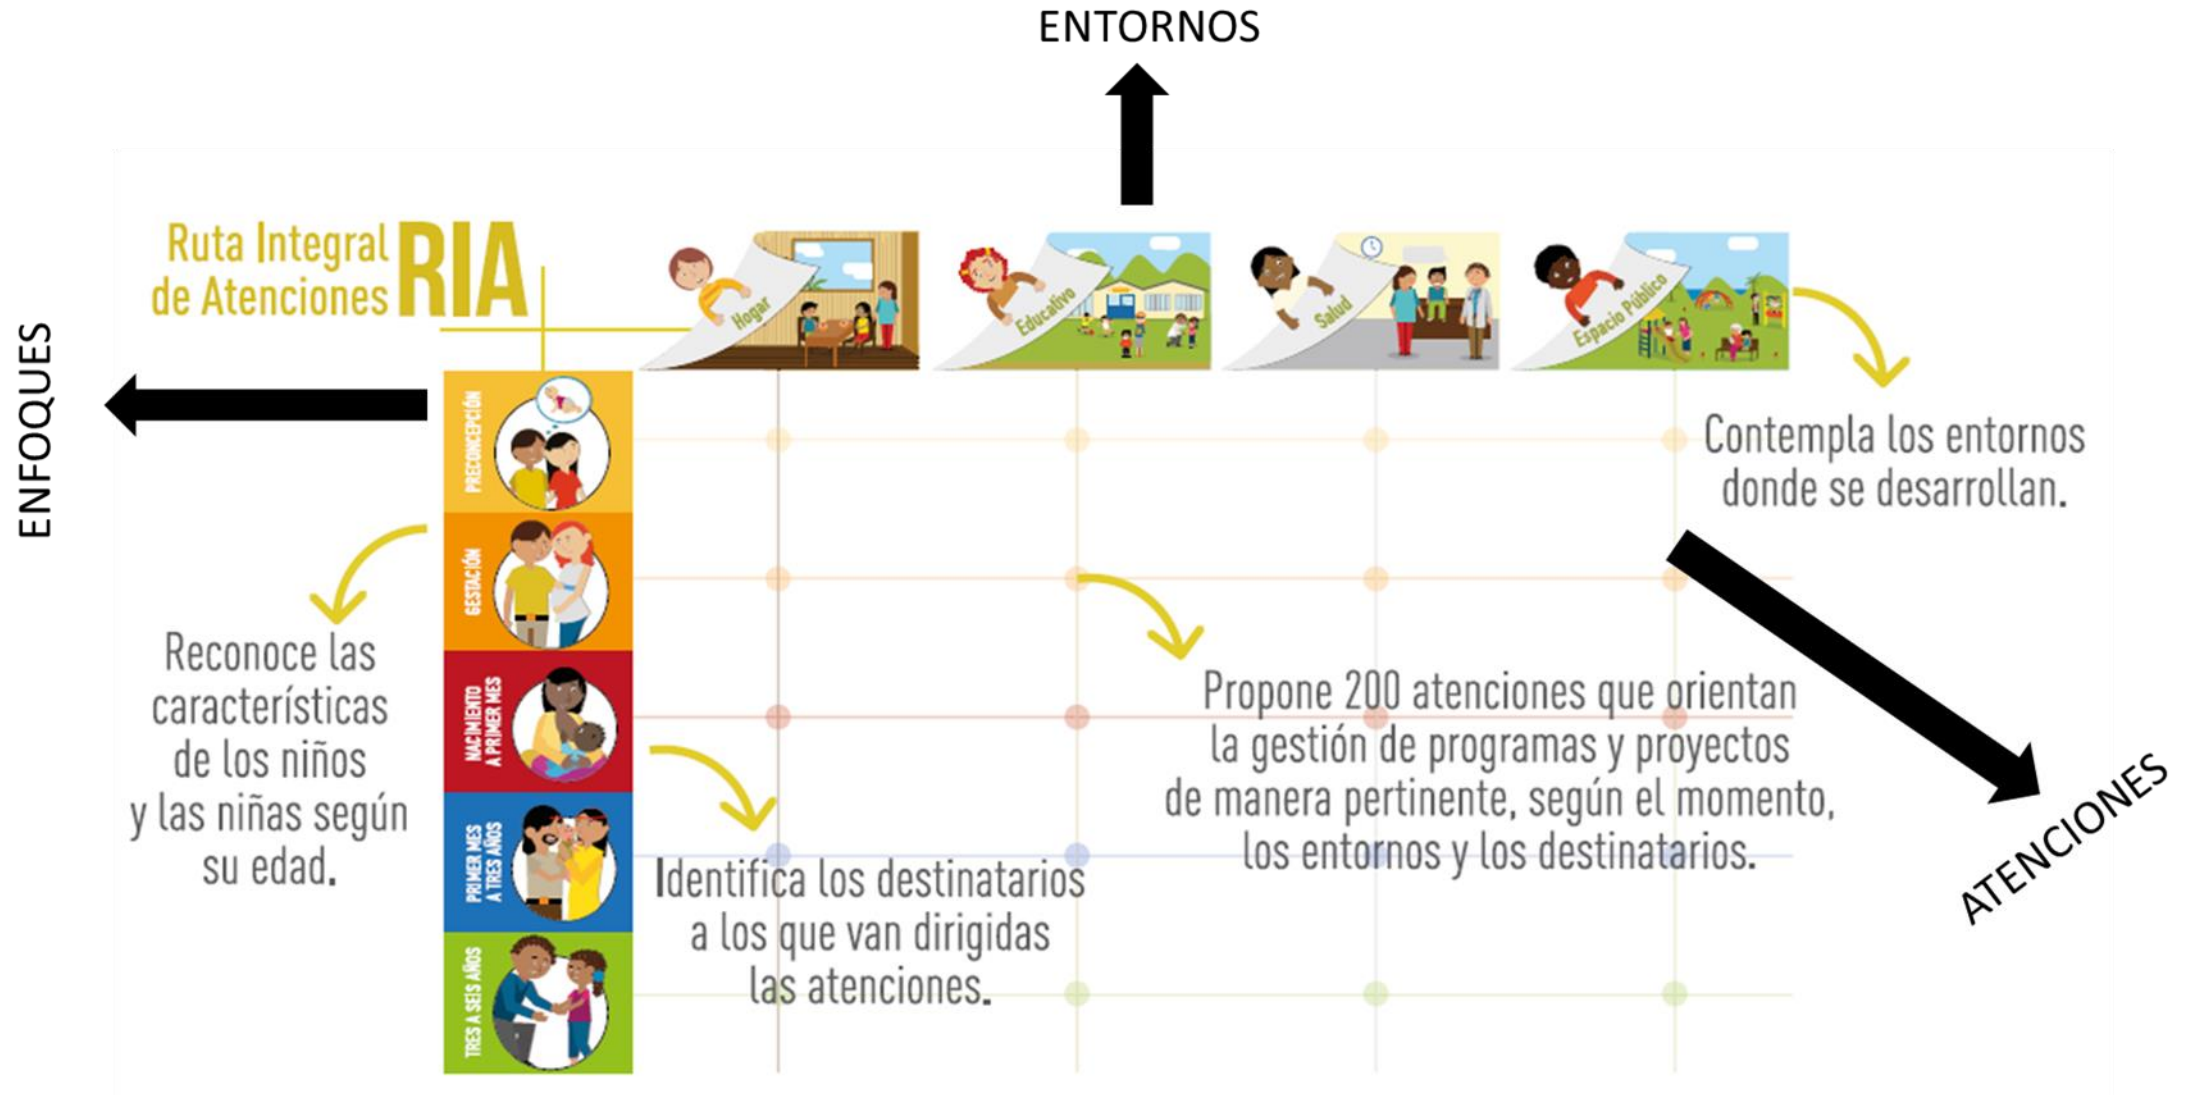 ENTORNOS
ENFOQUES
Ruta Integral
de Atenciones
RIA
Hogar
Educativo
Salud
Espacio Público
PRECONCEPCIÓN
GESTACIÓN
NACIMIENTO
A PRIMER MES
PRIMER MES
A TRES AÑOS
TRES A SEIS AÑOS
Contempla los entornos
donde se desarrollan.
Reconoce las
características
de los niños
y las niñas según
su edad.
Propone 200 atenciones que orientan
la gestión de programas y proyectos
de manera pertinente, según el momento,
los entornos y los destinatarios.
Identifica los destinatarios
a los que van dirigidas
las atenciones.
ATENCIONES